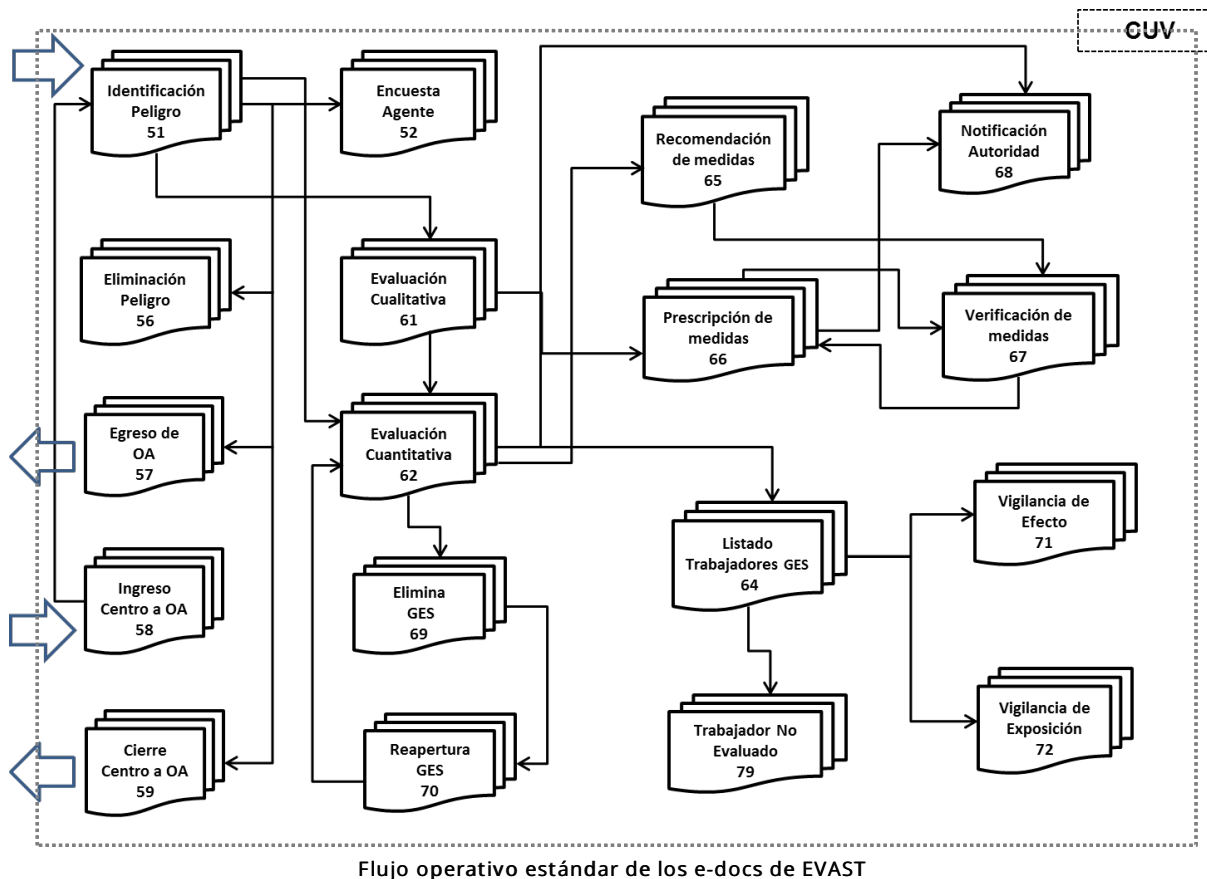 CUV
Identificación
Peligro
51
Encuesta
Agente
52
Recomendación
de medidas
65
Notificación
Autoridad
68
Eliminación
Peligro
56
Evaluación
Cualitativa
61
Prescripción de
medidas
66
Verificación de
medidas
67
Egreso de
OA
57
Evaluación
Cuantitativa
62
Vigilancia de
Efecto
71
Listado
Trabajadores GES
64
Ingreso
Centro a OA
58
Elimina
GES
69
Cierre
Centro a OA
59
Reapertura
GES
70
Trabajador No
Evaluado
79
Vigilancia de
Exposición
72
Flujo operativo estándar de los e-docs de EVAST